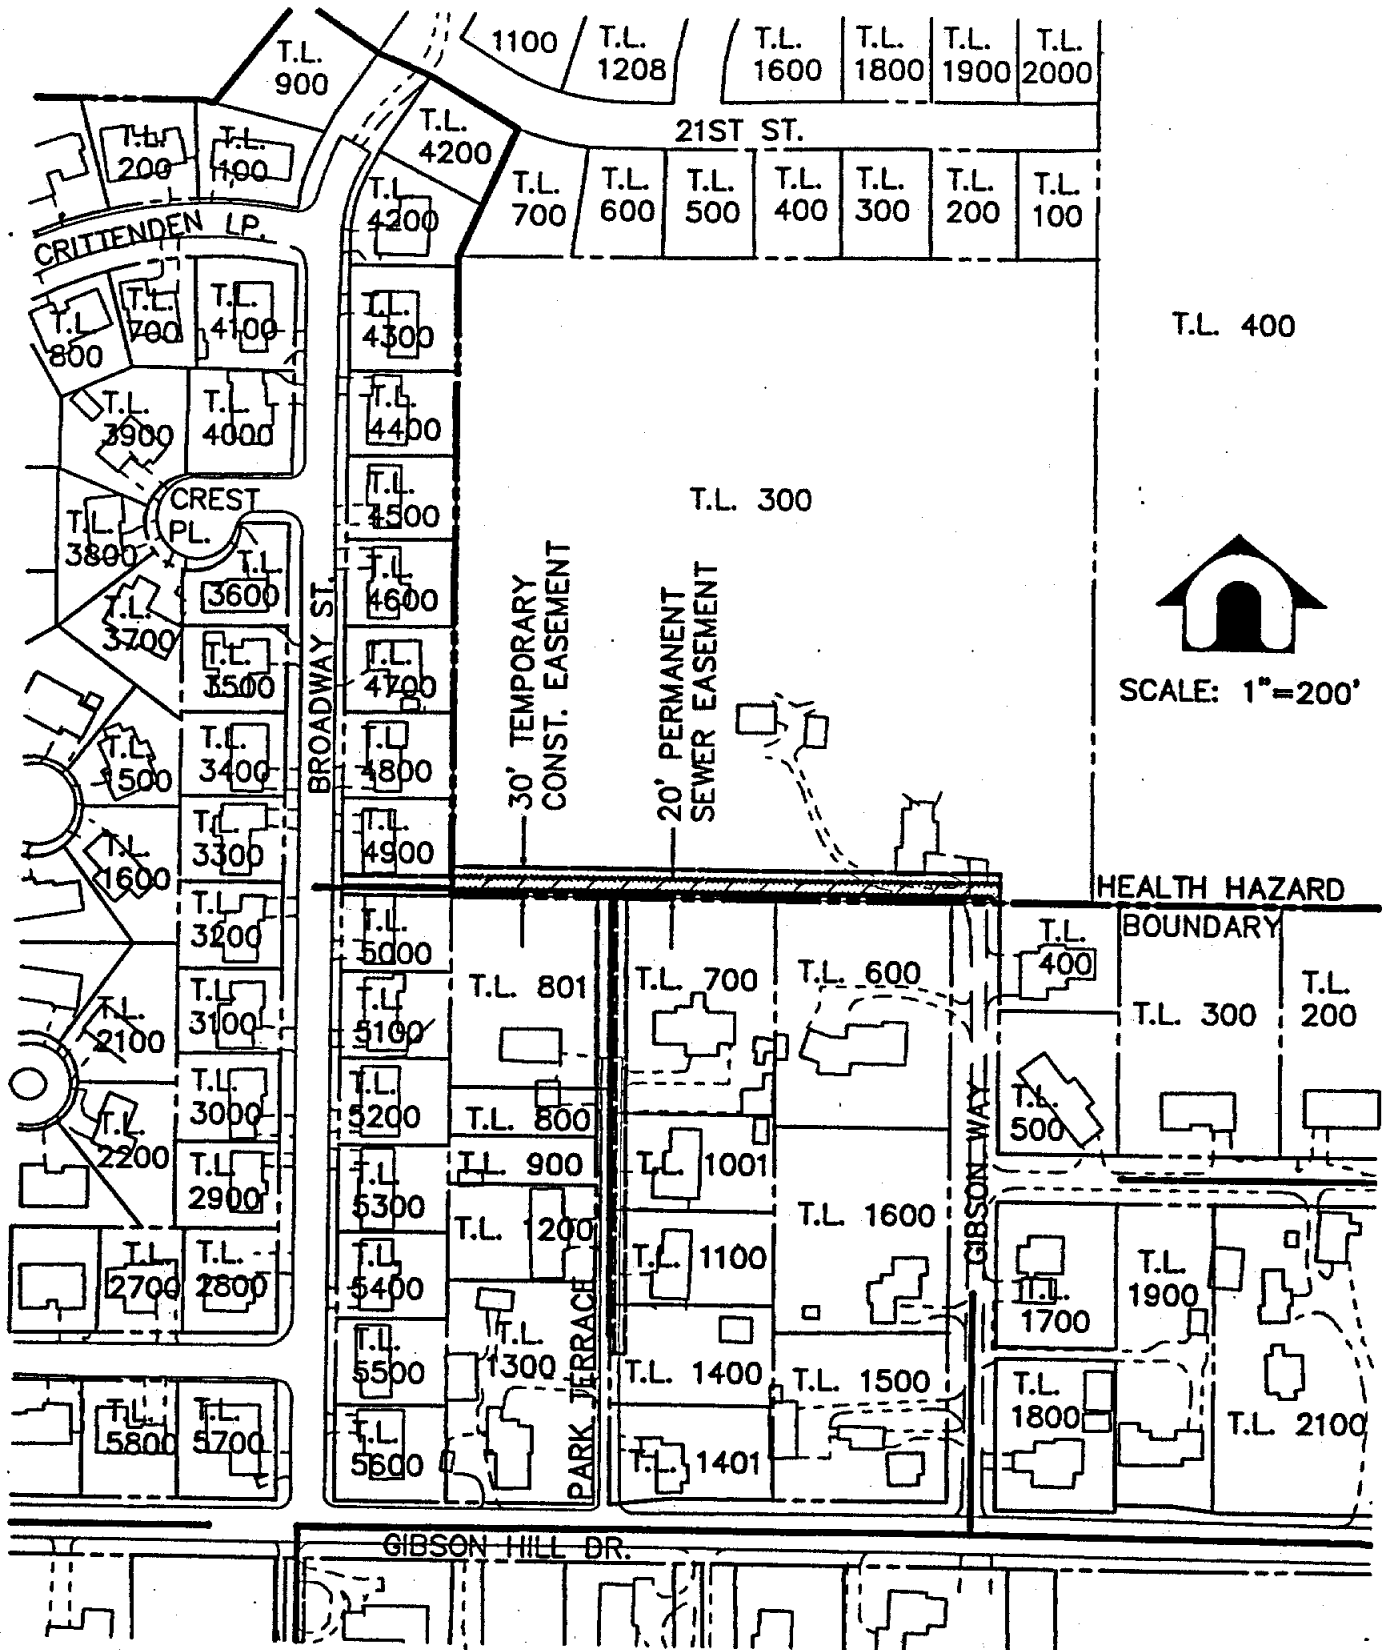 1100
T.L.
1208
T.L.
1600
T.L.
1800
T.L.
1900
T.L.
2000
T.L.
900
21ST ST.
T.L.
4200
T.L.
200
T.L.
100
T.L.
700
T.L.
600
T.L.
500
T.L.
400
T.L.
300
T.L.
200
T.L.
100
T.L.
4200
CRITTENDEN LP.
T.L.
800
T.L.
700
T.L.
4100
T.L.
4300
T.L. 400
T.L.
3900
T.L.
4000
T.L.
4400
CREST
PL.
T.L.
4500
T.L. 300
T.L.
3800
T.L.
3600
T.L.
4600
T.L.
3700
T.L.
3500
T.L.
4700
BROADWAY ST.
30' TEMPORARY
CONST. EASEMENT
20' PERMANENT
SEWER EASEMENT
SCALE: 1"=200'
T.L.
1500
T.L.
3400
T.L.
4800
T.L.
1600
T.L.
3300
T.L.
4900
HEALTH HAZARD
BOUNDARY
T.L.
3200
T.L.
5000
T.L. 801
T.L. 700
T.L. 600
T.L.
400
T.L. 300
T.L.
200
T.L.
2100
T.L.
3100
T.L.
5100
T.L.
3000
T.L.
5200
T.L. 800
T.L.
500
T.L.
2200
T.L.
2900
T.L.
5300
T.L. 900
T.L. 1001
GIBSON WAY
T.L. 1200
T.L. 1600
T.L.
2700
T.L.
2800
T.L.
5400
T.L. 1100
T.L.
1700
T.L.
1900
T.L.
5500
T.L.
1300
PARK TERRACE
T.L. 1400
T.L. 1500
T.L.
1800
T.L. 2100
T.L.
5800
T.L.
5700
T.L.
5600
T.L. 1401
GIBSON HILL DR.